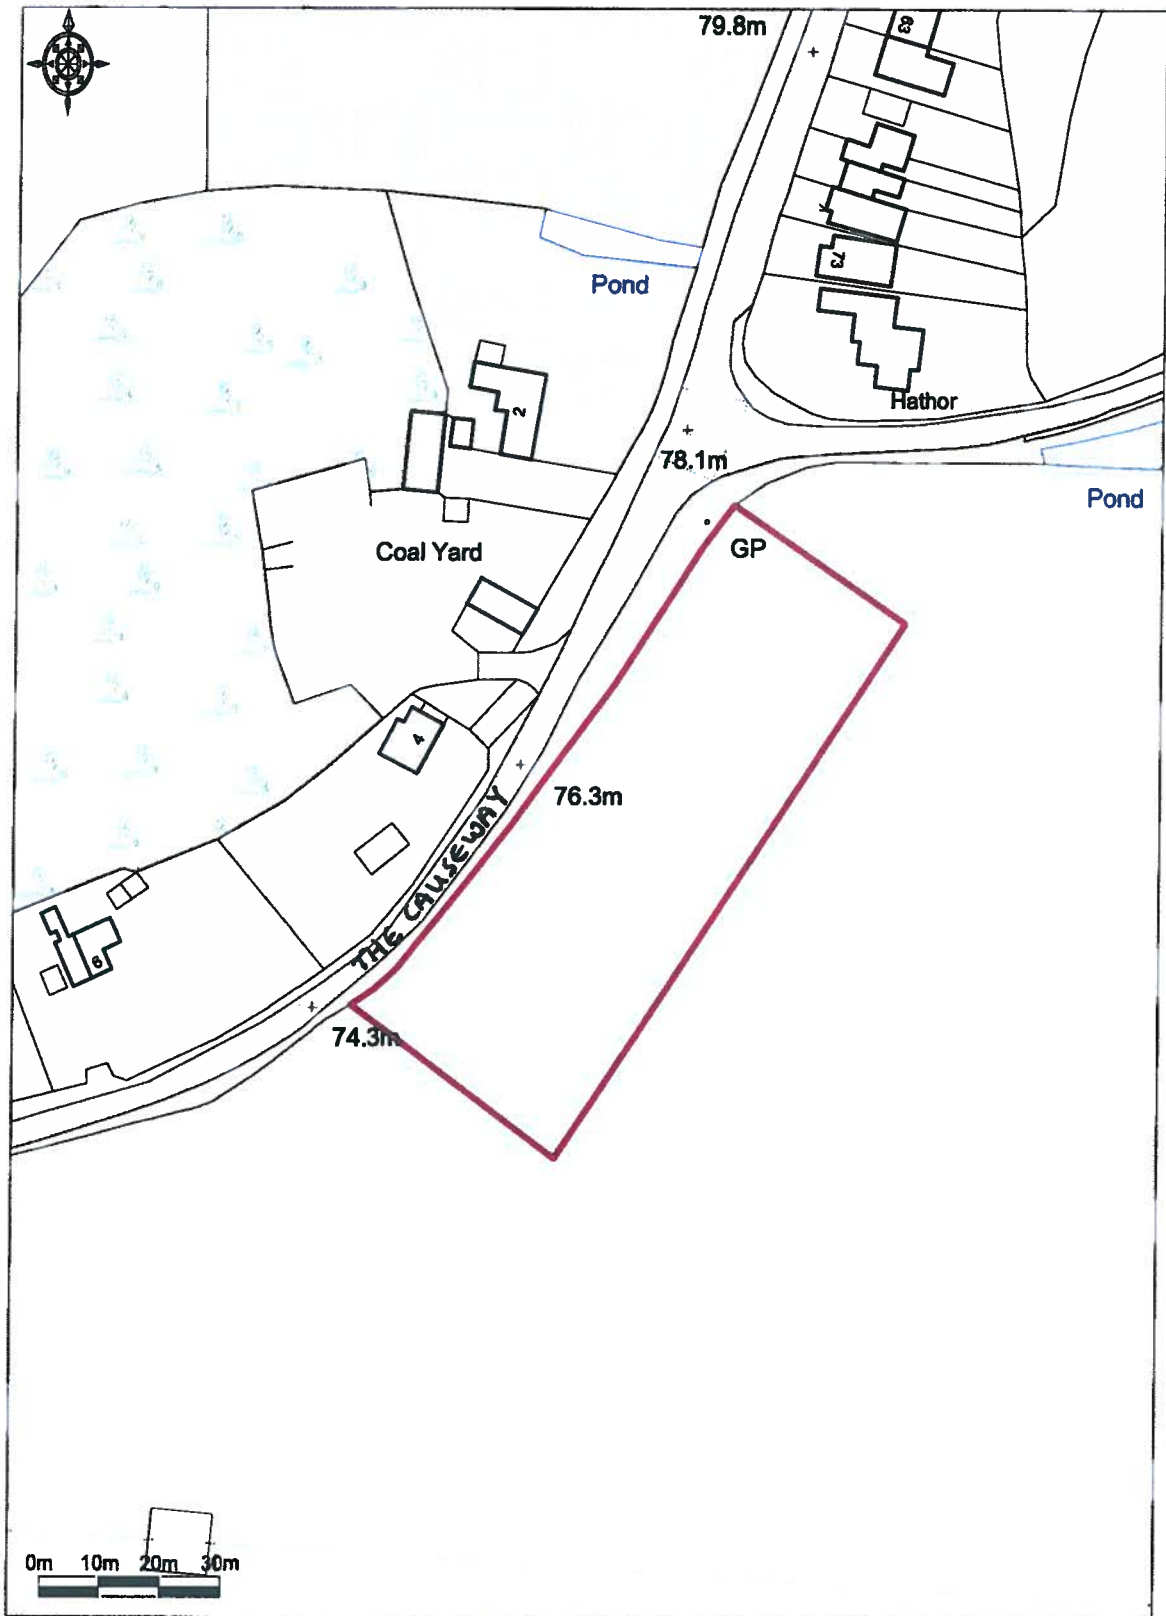 79.8m
63
73
Pond
2
Hathor
78.1m
Pond
GP
Coal Yard
4
76.3m
THE CAUSEWAY
6
74.3m
0m 10m 20m 30m